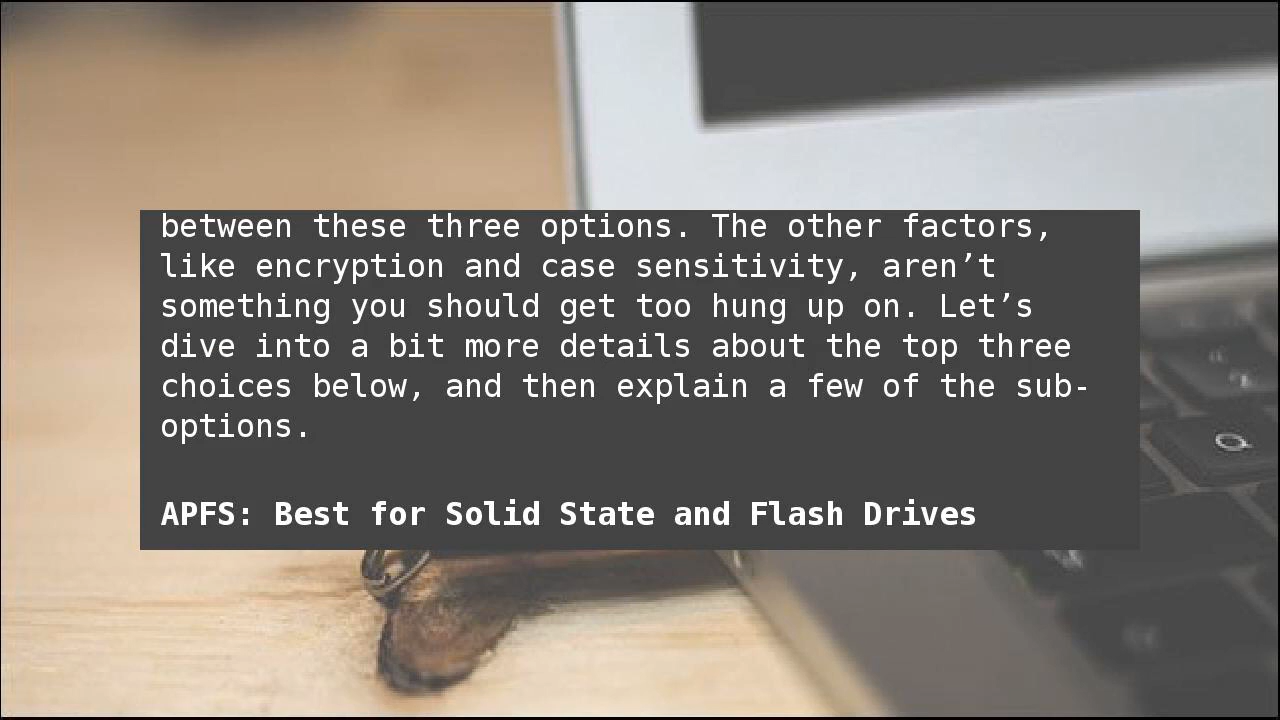 between these three options. The other factors,
like encryption and case sensitivity, aren’t
something you should get too hung up on. Let’s
dive into a bit more details about the top three
choices below, and then explain a few of the sub-
options.
APFS: Best for Solid State and Flash Drives